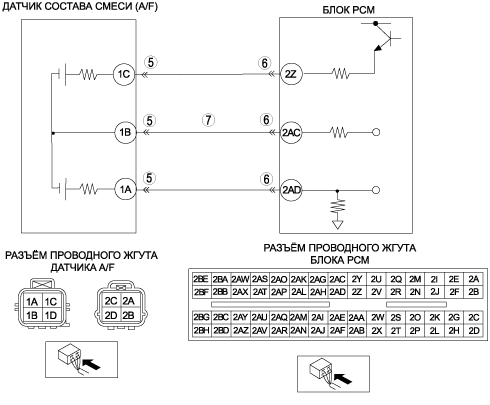 ДАТЧИК СОСТАВА СМЕСИ (A/F)
БЛОК PCM
1C 5 6 2Z
1B 5 7 6 2AC
1A 5 6 2AD
РАЗЪЁМ ПРОВОДНОГО ЖГУТА
ДАТЧИКА A/F
1A 1C 2C 2A
1B 1D 2D 2B
РАЗЪЁМ ПРОВОДНОГО ЖГУТА
БЛОКА PCM
2BE 2BA 2AW 2AS 2AO 2AK 2AG 2AC 2Y 2U 2Q 2M 2I 2E 2A
2BF 2BB 2AX 2AT 2AP 2AL 2AH 2AD 2Z 2V 2R 2N 2J 2F 2B
2BG 2BC 2AY 2AU 2AQ 2AM 2AI 2AE 2AA 2W 2S 2O 2K 2G 2C
2BH 2BD 2AZ 2AV 2AR 2AN 2AJ 2AF 2AB 2X 2T 2P 2L 2H 2D